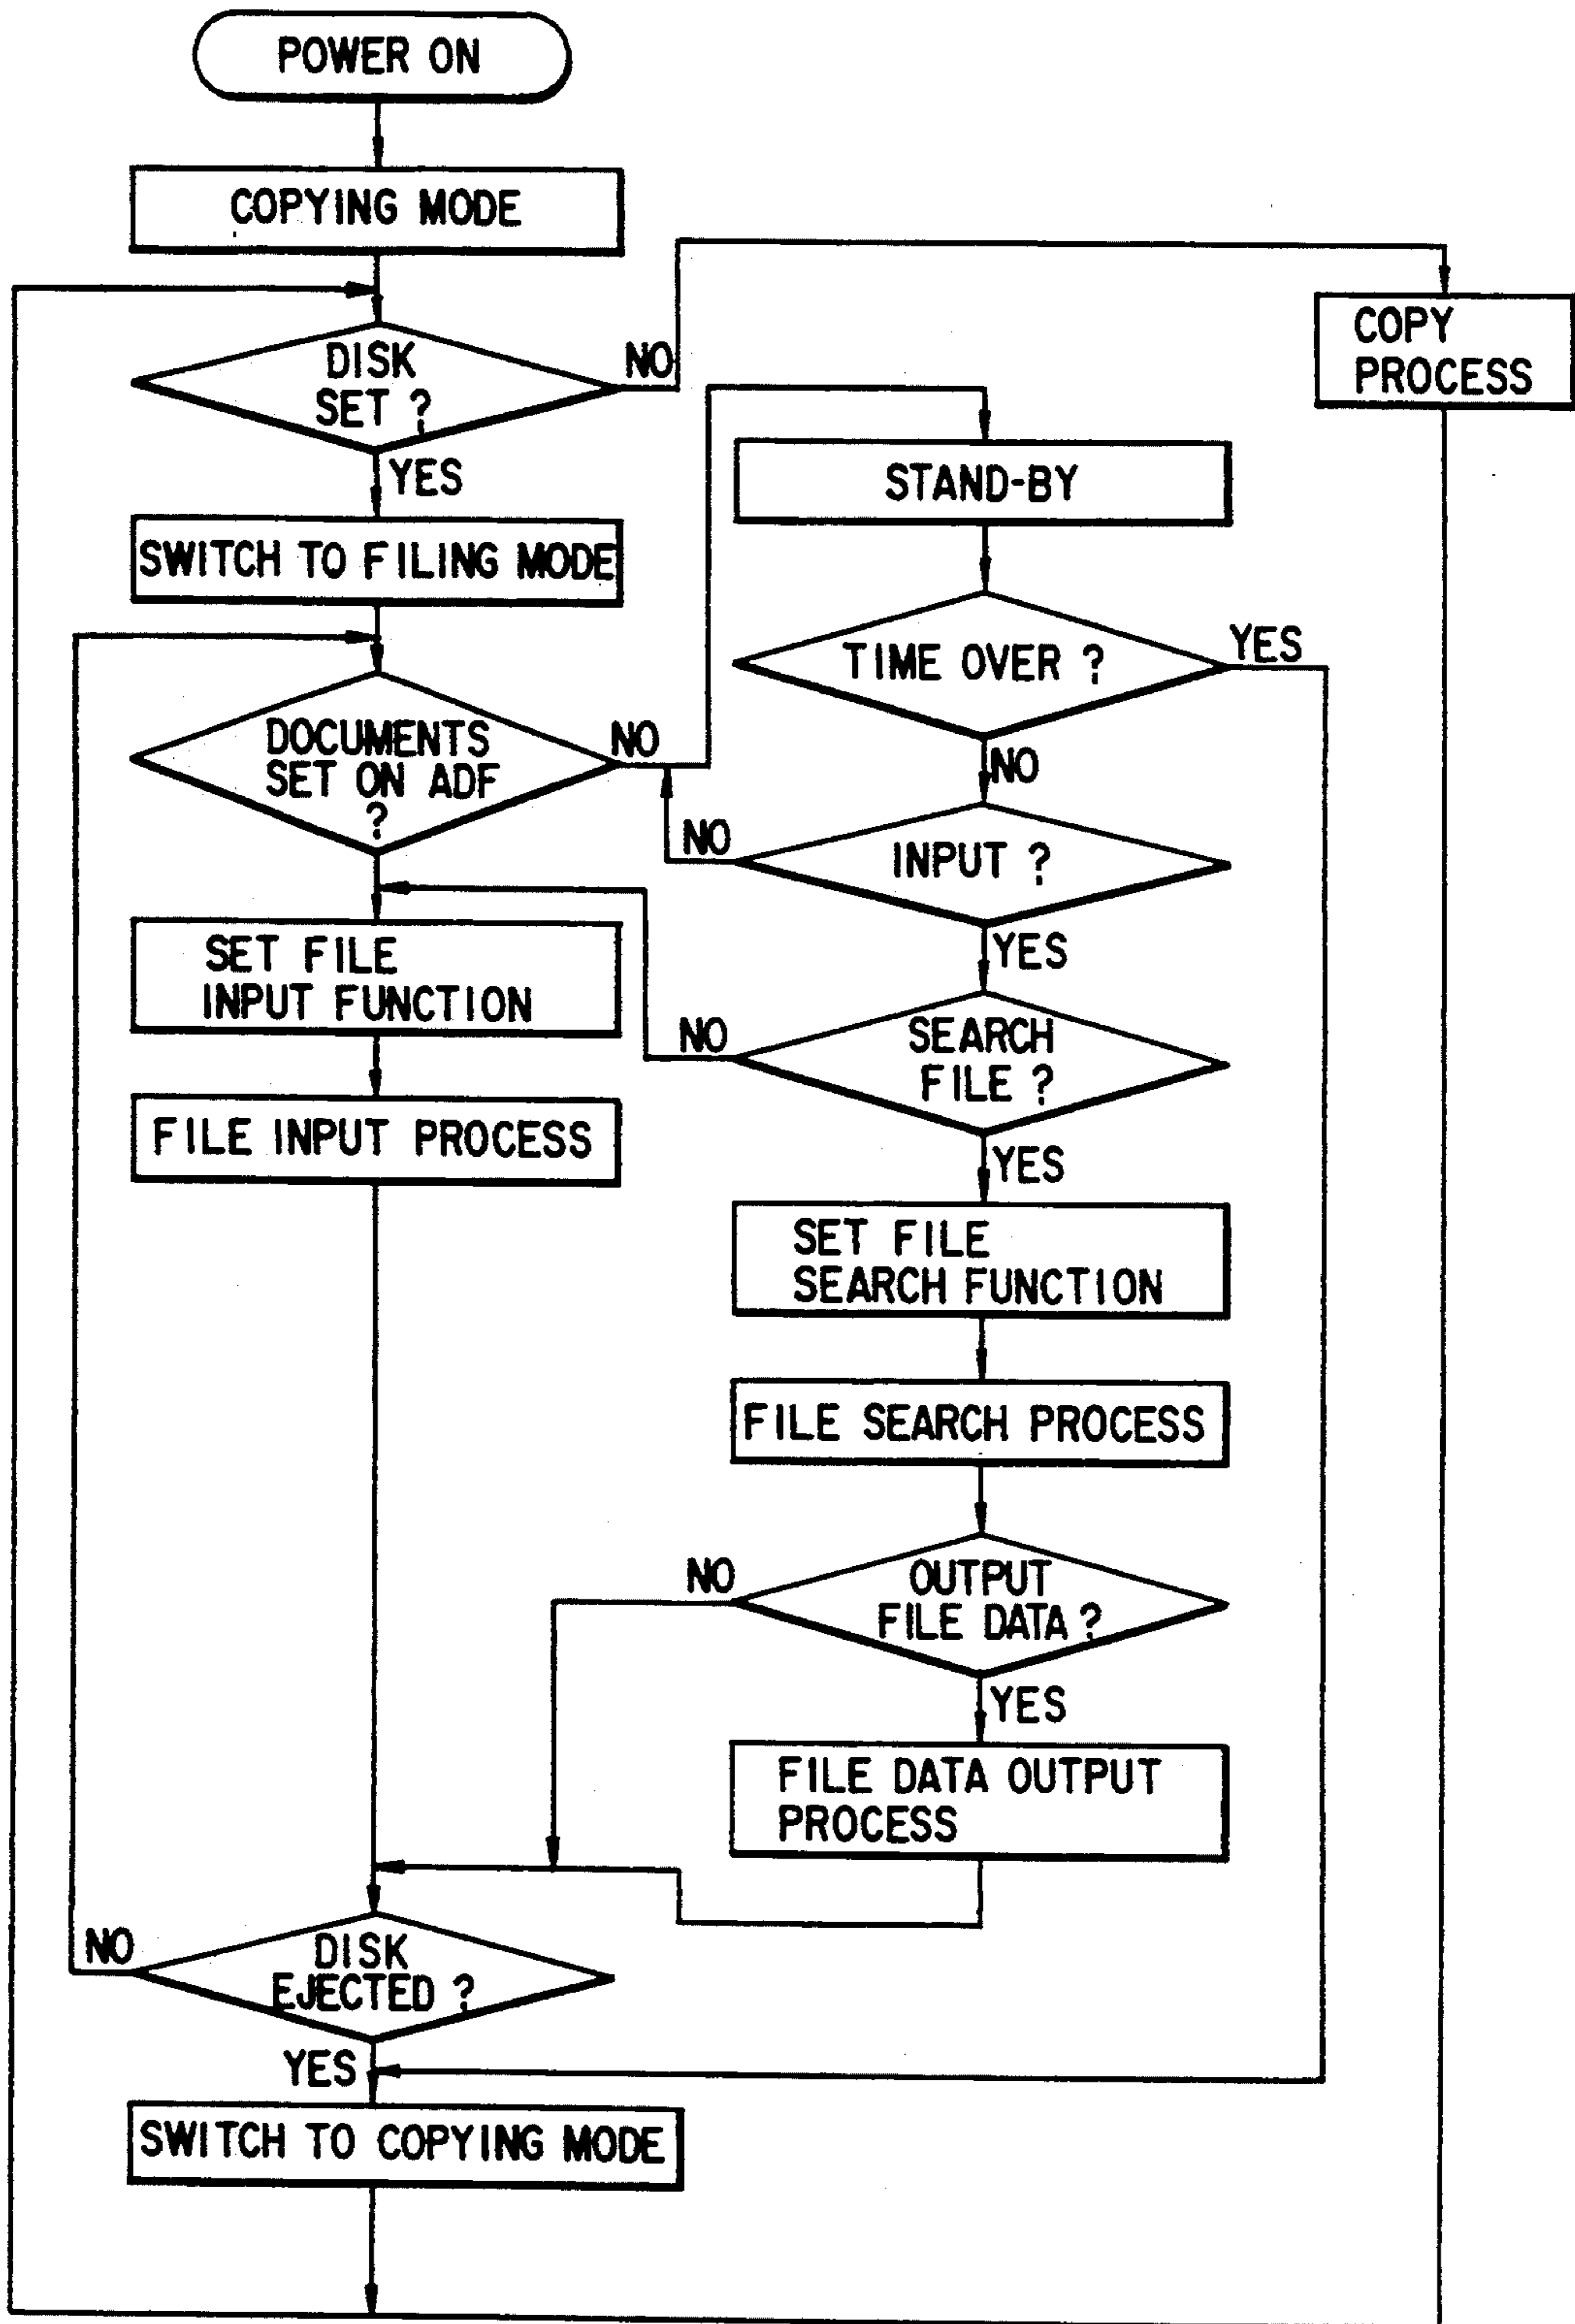 POWER ON
COPYING MODE
DISK
SET ?
NO
YES
COPY
PROCESS
SWITCH TO FILING MODE
STAND-BY
DOCUMENTS
SET ON ADF
?
NO
TIME OVER ?
YES
NO
INPUT ?
NO
YES
SET FILE
INPUT FUNCTION
SEARCH
FILE ?
NO
YES
FILE INPUT PROCESS
SET FILE
SEARCH FUNCTION
FILE SEARCH PROCESS
OUTPUT
FILE DATA ?
NO
YES
FILE DATA OUTPUT
PROCESS
DISK
EJECTED ?
NO
YES
SWITCH TO COPYING MODE